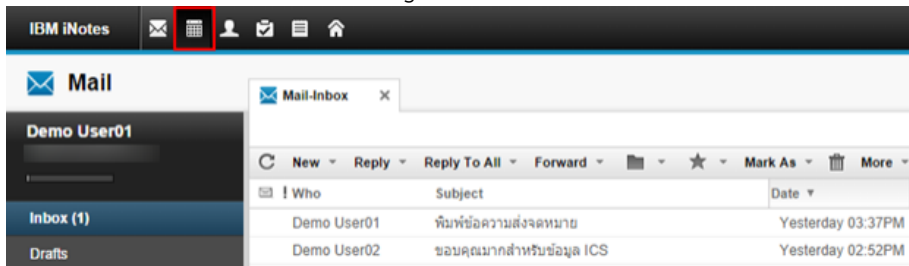 IBM iNotes
Mail
Mail-Inbox
Demo User01
New Reply Reply To All Forward Mark As More
! Who Subject Date
Inbox (1)
Demo User01 พิมพ์ข้อความส่งจดหมาย Yesterday 03:37PM
Drafts
Demo User02 ขอบคุณมากสำหรับข้อมูล ICS Yesterday 02:52PM